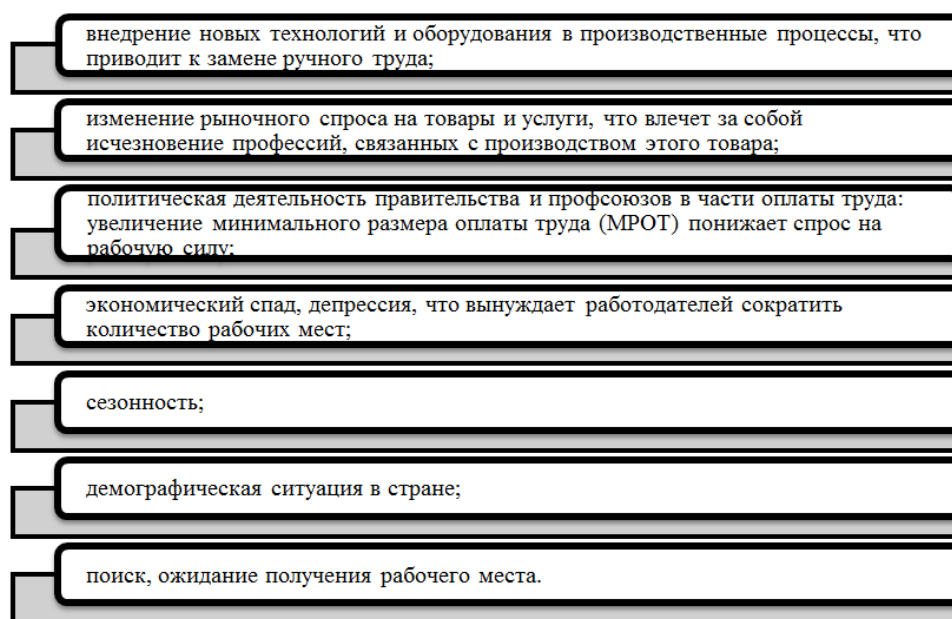 внедрение новых технологий и оборудования в производственные процессы, что
приводит к замене ручного труда;
изменение рыночного спроса на товары и услуги, что влечет за собой
исчезновение профессий, связанных с производством этого товара;
политическая деятельность правительства и профсоюзов в части оплаты труда:
увеличение минимального размера оплаты труда (МРОТ) понижает спрос на
рабочую силу;
экономический спад, депрессия, что вынуждает работодателей сократить
количество рабочих мест;
сезонность;
демографическая ситуация в стране;
поиск, ожидание получения рабочего места.